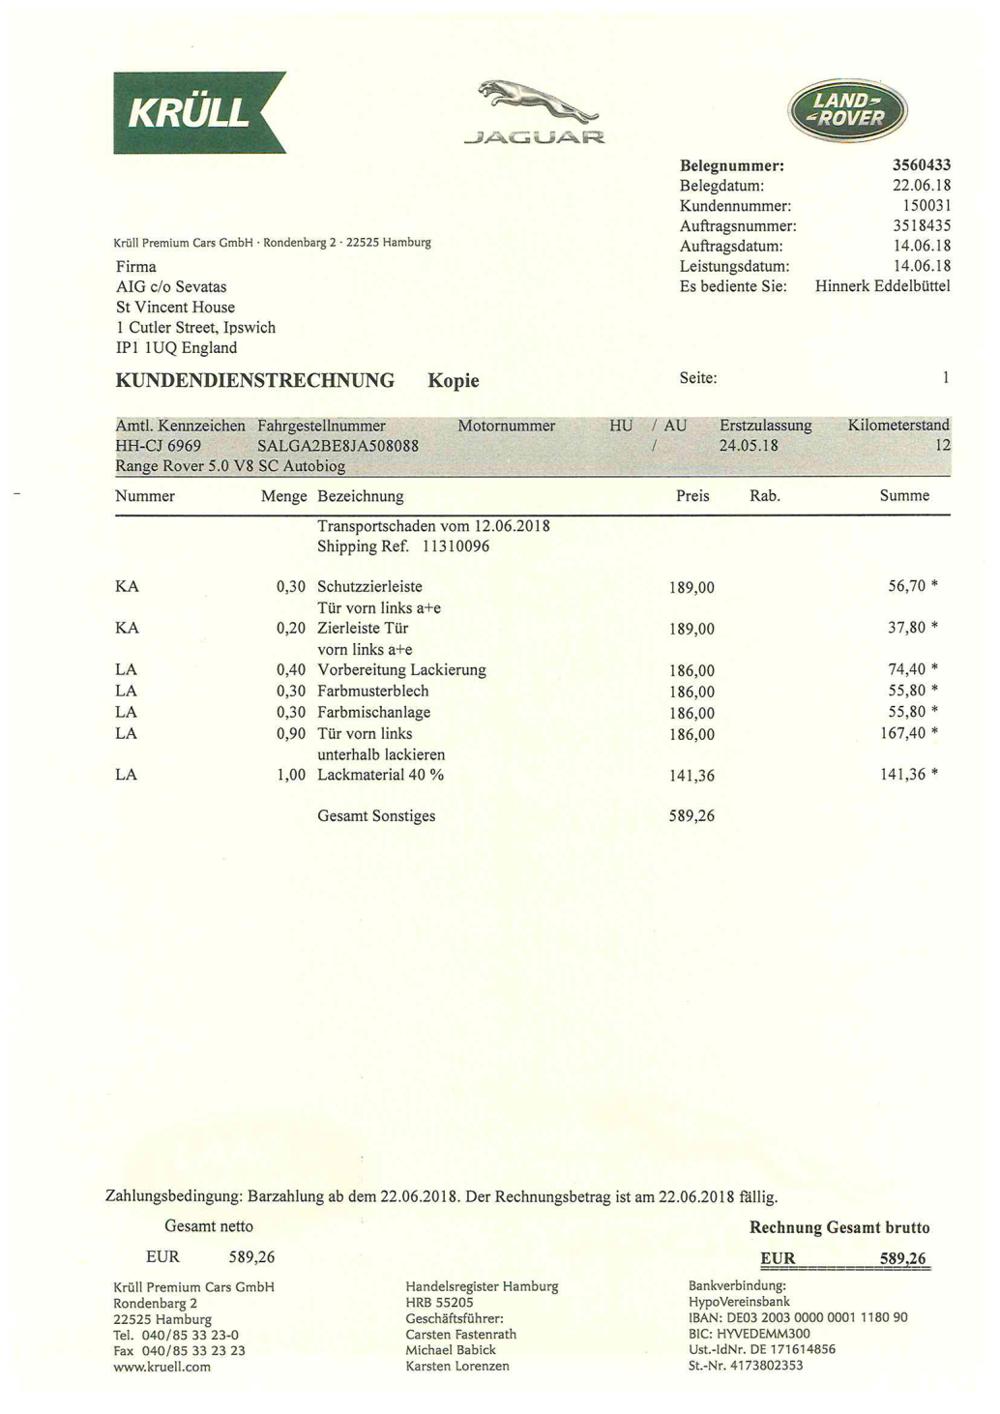 KRÜLL
JAGUAR
LAND-
-ROVER
Belegnummer: 3560433
Belegdatum: 22.06.18
Kundennummer: 150031
Auftragsnummer: 3518435
Auftragsdatum: 14.06.18
Leistungsdatum: 14.06.18
Es bediente Sie: Hinnerk Eddelbüttel
Krüll Premium Cars GmbH · Rondenbarg 2 · 22525 Hamburg
Firma
AIG c/o Sevatas
St Vincent House
1 Cutler Street, Ipswich
IP1 1UQ England
KUNDENDIENSTRECHNUNG Kopie Seite: 1
Amtl. Kennzeichen Fahrgestellnummer Motornummer HU / AU Erstzulassung Kilometerstand
HH-CJ 6969 SALGA2BE8JA508088 / 24.05.18 12
Range Rover 5.0 V8 SC Autobiog
Nummer Menge Bezeichnung Preis Rab. Summe
Transportschaden vom 12.06.2018
Shipping Ref. 11310096
KA 0,30 Schutzzierleiste 189,00 56,70 *
Tür vorn links a+e
KA 0,20 Zierleiste Tür 189,00 37,80 *
vorn links a+e
LA 0,40 Vorbereitung Lackierung 186,00 74,40 *
LA 0,30 Farbmusterblech 186,00 55,80 *
LA 0,30 Farbmischanlage 186,00 55,80 *
LA 0,90 Tür vorn links 186,00 167,40 *
unterhalb lackieren
LA 1,00 Lackmaterial 40 % 141,36 141,36 *
Gesamt Sonstiges 589,26
Zahlungsbedingung: Barzahlung ab dem 22.06.2018. Der Rechnungsbetrag ist am 22.06.2018 fällig.
Gesamt netto Rechnung Gesamt brutto
EUR 589,26 EUR 589,26
Krüll Premium Cars GmbH Handelsregister Hamburg Bankverbindung:
Rondenbarg 2 HRB 55205 HypoVereinsbank
22525 Hamburg Geschäftsführer: IBAN: DE03 2003 0000 0001 1180 90
Tel. 040/85 33 23-0 Carsten Fastenrath BIC: HYVEDEMM300
Fax 040/85 33 23 23 Michael Babick Ust.-IdNr. DE 171614856
www.kruell.com Karsten Lorenzen St.-Nr. 4173802353